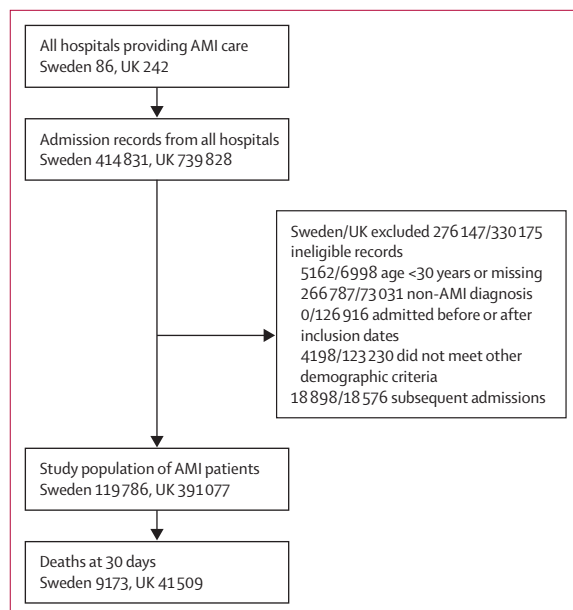 All hospitals providing AMI care
Sweden 86, UK 242
Admission records from all hospitals
Sweden 414 831, UK 739 828
Sweden/UK excluded 276 147/330 175
ineligible records
5162/6998 age <30 years or missing
266 787/73 031 non-AMI diagnosis
0/126 916 admitted before or after
inclusion dates
4198/123 230 did not meet other
demographic criteria
18 898/18 576 subsequent admissions
Study population of AMI patients
Sweden 119 786, UK 391 077
Deaths at 30 days
Sweden 9173, UK 41 509